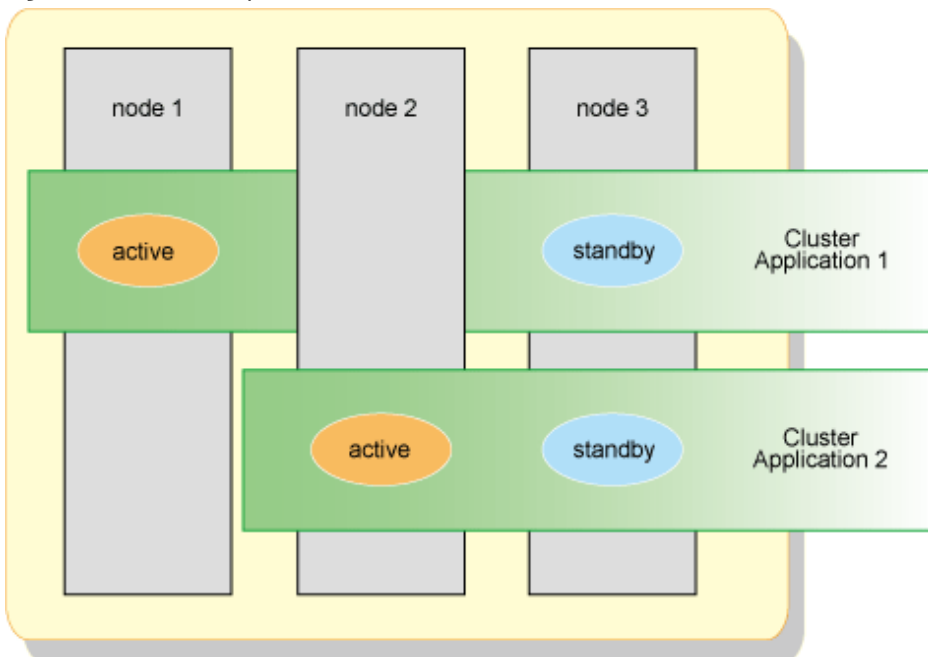 node 1
node 2
node 3
active
standby
Cluster
Application 1
active
standby
Cluster
Application 2